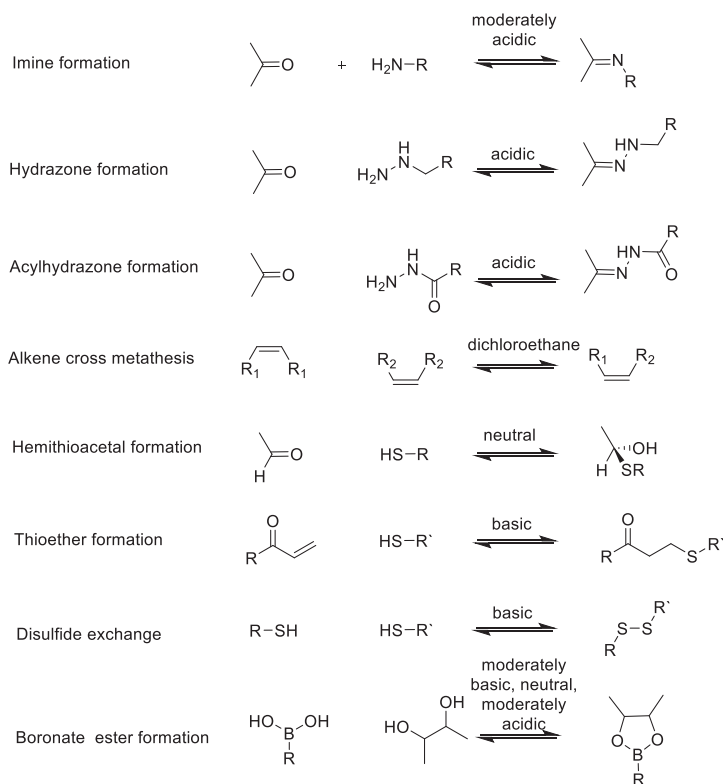 moderately
acidic
Imine formation
O
+
H2N-R
N
R
Hydrazone formation
O
H
N
H2N
R
acidic
R
HN
N
Acylhydrazone formation
O
H
N
H2N
R
O
acidic
R
HN
N
O
Alkene cross metathesis
R1 R1
R2 R2
dichloroethane
R1 R2
Hemithioacetal formation
O
H
HS-R
neutral
OH
H SR
Thioether formation
O
R
HS-R`
basic
O
R S R`
Disulfide exchange
R-SH
HS-R`
basic
R`
S-S
R
Boronate ester formation
HO OH
B
R
OH
HO
moderately
basic, neutral,
moderately
acidic
O O
B
R